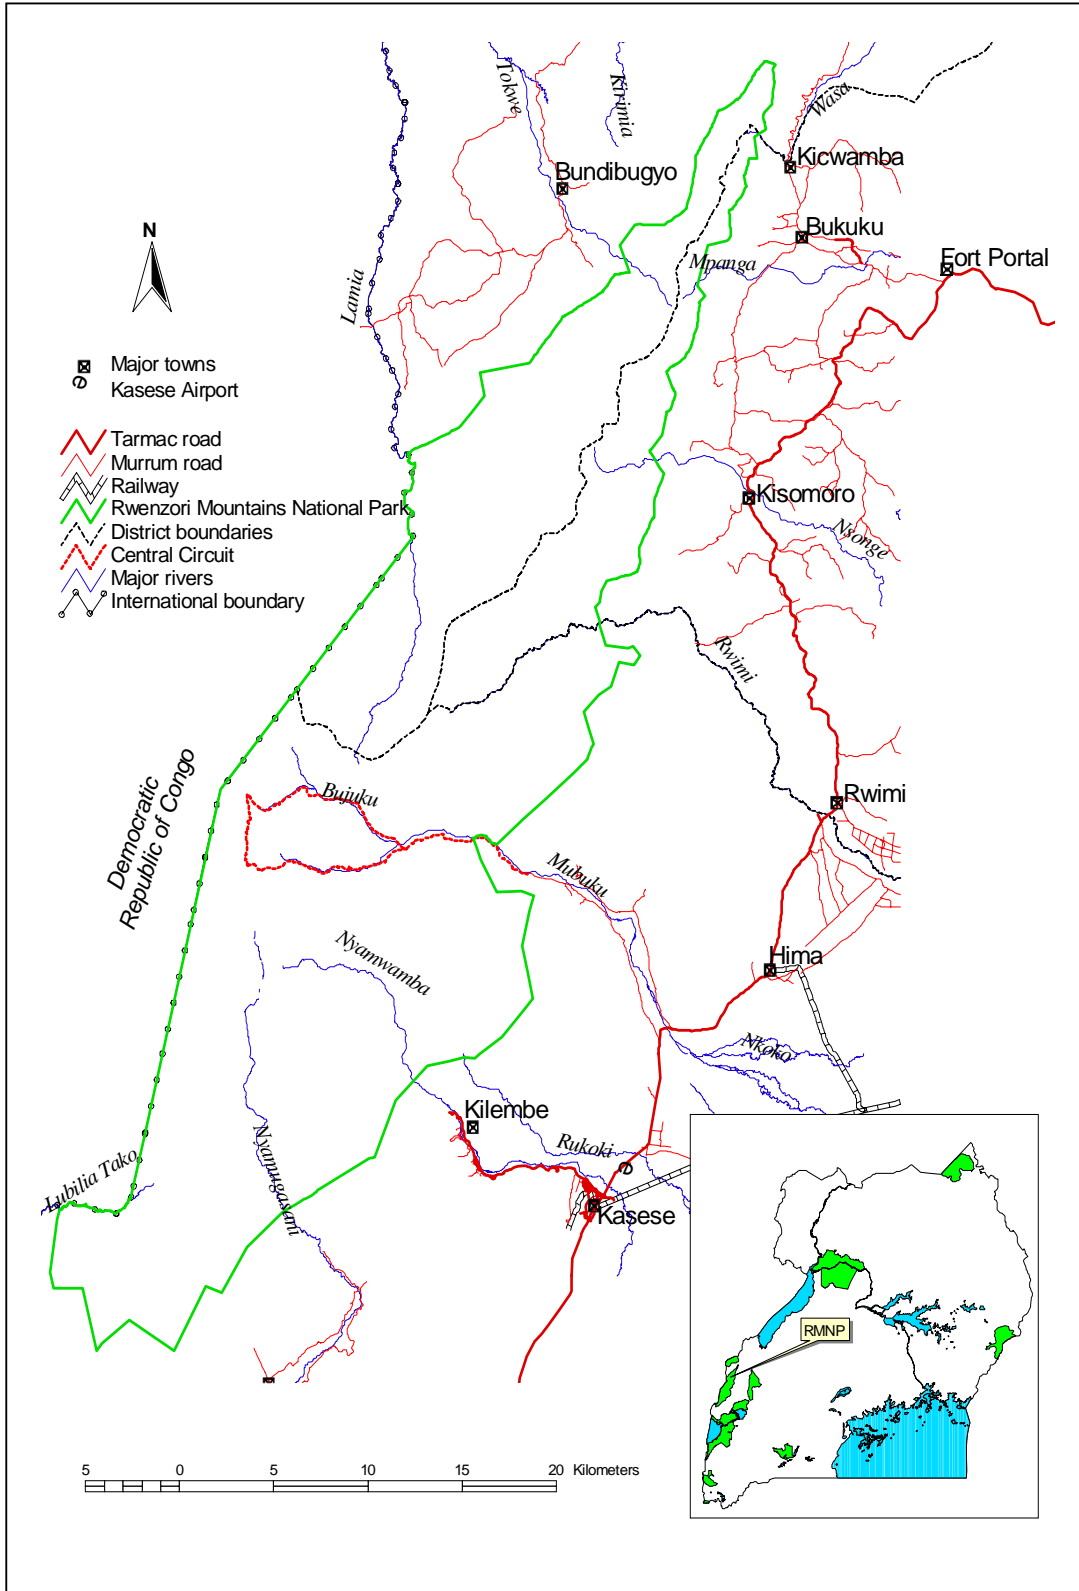 Tokwe
Kirimia
Wasa
Bundibugyo
Kicwamba
Bukuku
Mpanga
Fort Portal
N
Lamia
Major towns
e
Kasese Airport
Tarmac road
Murrum road
Railway
Rwenzori Mountains National Park
District boundaries
Central Circuit
Major rivers
International boundary
Kisomoro
Nsonge
Rwimi
Democratic
Republic of Congo
Bujuku
Rwimi
Mubuku
Nyamwamba
Hima
Nkoko
Kilembe
Rukoki
e
Nyamugasani
Lubilia Tako
Kasese
RMNP
5 0 5 10 15 20 Kilometers